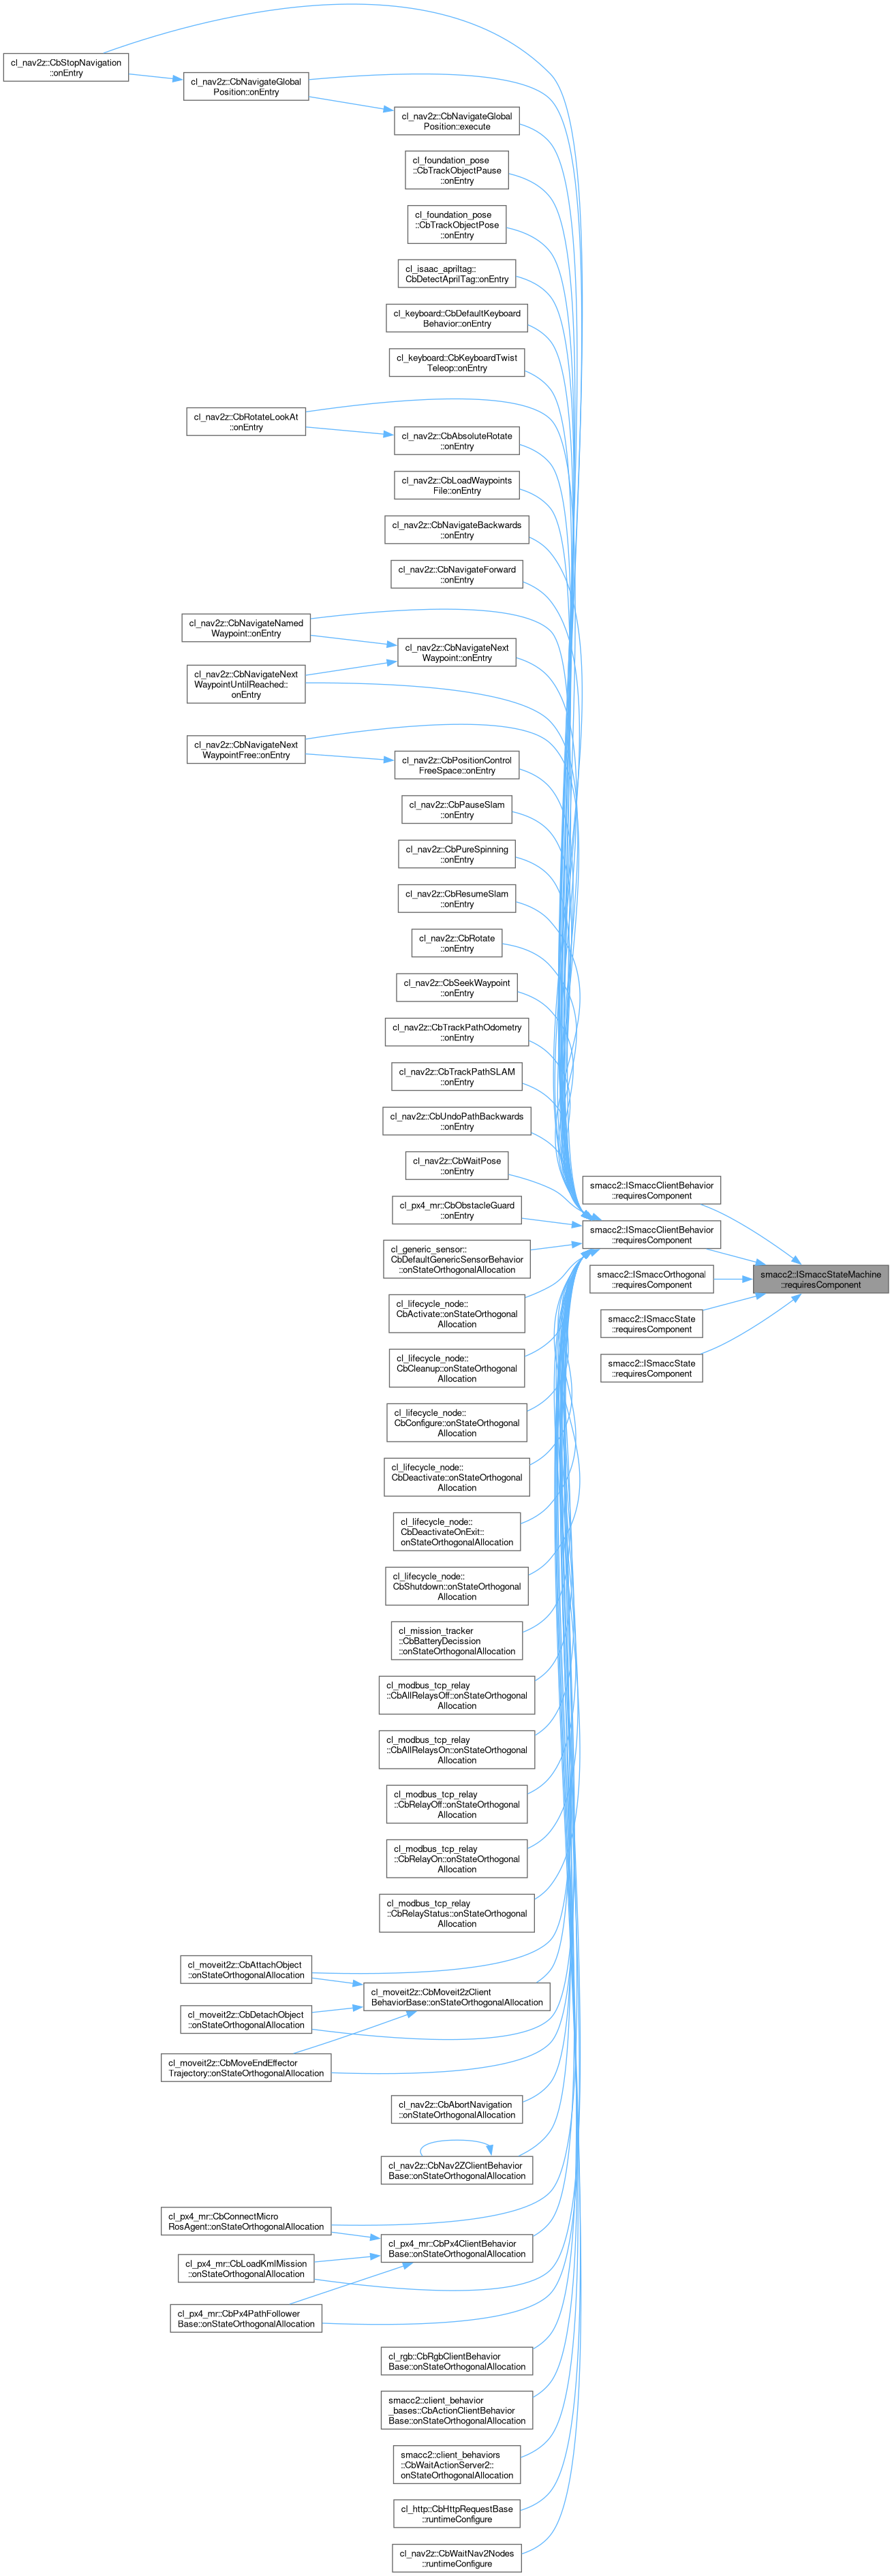 cl_nav2z::CbStopNavigation
::onEntry
cl_nav2z::CbNavigateGlobal
Position::onEntry
cl_nav2z::CbNavigateGlobal
Position::execute
cl_foundation_pose
::CbTrackObjectPause
::onEntry
cl_foundation_pose
::CbTrackObjectPose
::onEntry
cl_isaac_apriltag::
CbDetectAprilTag::onEntry
cl_keyboard::CbDefaultKeyboard
Behavior::onEntry
cl_keyboard::CbKeyboardTwist
Teleop::onEntry
cl_nav2z::CbRotateLookAt
::onEntry
cl_nav2z::CbAbsoluteRotate
::onEntry
cl_nav2z::CbLoadWaypoints
File::onEntry
cl_nav2z::CbNavigateBackwards
::onEntry
cl_nav2z::CbNavigateForward
::onEntry
cl_nav2z::CbNavigateNamed
Waypoint::onEntry
cl_nav2z::CbNavigateNext
Waypoint::onEntry
cl_nav2z::CbNavigateNext
WaypointUntilReached::
onEntry
cl_nav2z::CbNavigateNext
WaypointFree::onEntry
cl_nav2z::CbPositionControl
FreeSpace::onEntry
cl_nav2z::CbPauseSlam
::onEntry
cl_nav2z::CbPureSpinning
::onEntry
cl_nav2z::CbResumeSlam
::onEntry
cl_nav2z::CbRotate
::onEntry
cl_nav2z::CbSeekWaypoint
::onEntry
cl_nav2z::CbTrackPathOdometry
::onEntry
cl_nav2z::CbTrackPathSLAM
::onEntry
cl_nav2z::CbUndoPathBackwards
::onEntry
cl_nav2z::CbWaitPose
::onEntry
smacc2::ISmaccClientBehavior
::requiresComponent
cl_px4_mr::CbObstacleGuard
::onEntry
smacc2::ISmaccClientBehavior
::requiresComponent
cl_generic_sensor::
CbDefaultGenericSensorBehavior
::onStateOrthogonalAllocation
smacc2::ISmaccStateMachine
::requiresComponent
smacc2::ISmaccOrthogonal
::requiresComponent
cl_lifecycle_node::
CbActivate::onStateOrthogonal
Allocation
smacc2::ISmaccState
::requiresComponent
cl_lifecycle_node::
CbCleanup::onStateOrthogonal
Allocation
smacc2::ISmaccState
::requiresComponent
cl_lifecycle_node::
CbConfigure::onStateOrthogonal
Allocation
cl_lifecycle_node::
CbDeactivate::onStateOrthogonal
Allocation
cl_lifecycle_node::
CbDeactivateOnExit::
onStateOrthogonalAllocation
cl_lifecycle_node::
CbShutdown::onStateOrthogonal
Allocation
cl_mission_tracker
::CbBatteryDecission
::onStateOrthogonalAllocation
cl_modbus_tcp_relay
::CbAllRelaysOff::onStateOrthogonal
Allocation
cl_modbus_tcp_relay
::CbAllRelaysOn::onStateOrthogonal
Allocation
cl_modbus_tcp_relay
::CbRelayOff::onStateOrthogonal
Allocation
cl_modbus_tcp_relay
::CbRelayOn::onStateOrthogonal
Allocation
cl_modbus_tcp_relay
::CbRelayStatus::onStateOrthogonal
Allocation
cl_moveit2z::CbAttachObject
::onStateOrthogonalAllocation
cl_moveit2z::CbMoveit2zClient
BehaviorBase::onStateOrthogonalAllocation
cl_moveit2z::CbDetachObject
::onStateOrthogonalAllocation
cl_moveit2z::CbMoveEndEffector
Trajectory::onStateOrthogonalAllocation
cl_nav2z::CbAbortNavigation
::onStateOrthogonalAllocation
cl_nav2z::CbNav2ZClientBehavior
Base::onStateOrthogonalAllocation
cl_px4_mr::CbConnectMicro
RosAgent::onStateOrthogonalAllocation
cl_px4_mr::CbPx4ClientBehavior
Base::onStateOrthogonalAllocation
cl_px4_mr::CbLoadKmlMission
::onStateOrthogonalAllocation
cl_px4_mr::CbPx4PathFollower
Base::onStateOrthogonalAllocation
cl_rgb::CbRgbClientBehavior
Base::onStateOrthogonalAllocation
smacc2::client_behavior
_bases::CbActionClientBehavior
Base::onStateOrthogonalAllocation
smacc2::client_behaviors
::CbWaitActionServer2::
onStateOrthogonalAllocation
cl_http::CbHttpRequestBase
::runtimeConfigure
cl_nav2z::CbWaitNav2Nodes
::runtimeConfigure